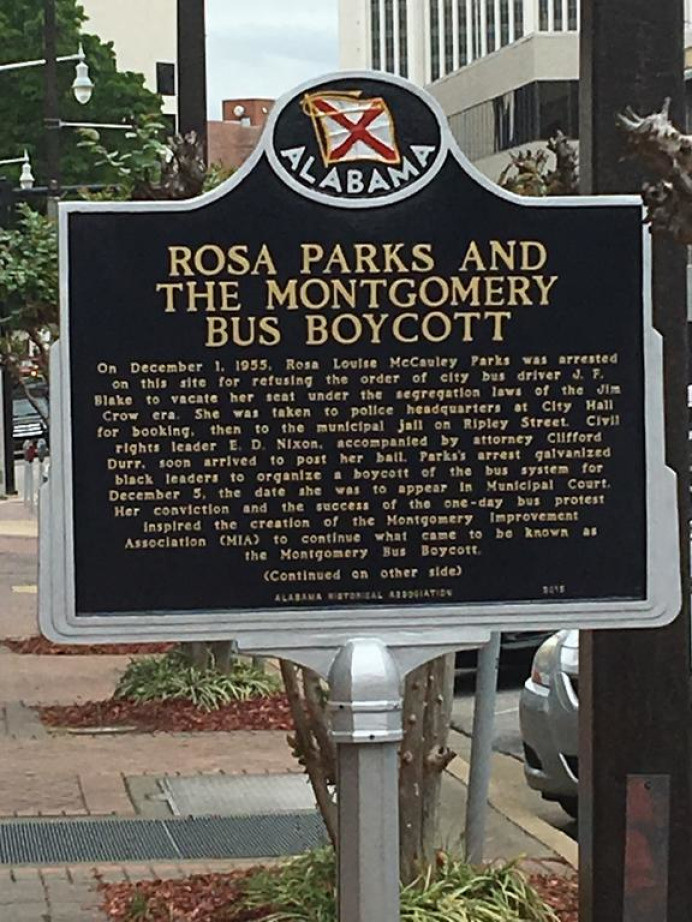 ALABAMA
ROSA PARKS AND
THE MONTGOMERY
BUS BOYCOTT
On December 1, 1955, Rosa Louise McCauley Parks was arrested
on this site for refusing the order of city bus driver J. F.
Blake to vacate her seat under the segregation laws of the Jim
Crow era. She was taken to police headquarters at City Hall
for booking, then to the municipal jail on Ripley Street. Civil
rights leader E. D. Nixon, accompanied by attorney Clifford
Durr, soon arrived to post her bail. Parks's arrest galvanized
black leaders to organize a boycott of the bus system for
December 5, the date she was to appear in Municipal Court.
Her conviction and the success of the one-day bus protest
inspired the creation of the Montgomery Improvement
Association (MIA) to continue what came to be known as
the Montgomery Bus Boycott.
(Continued on other side)
ALABAMA HISTORICAL ASSOCIATION